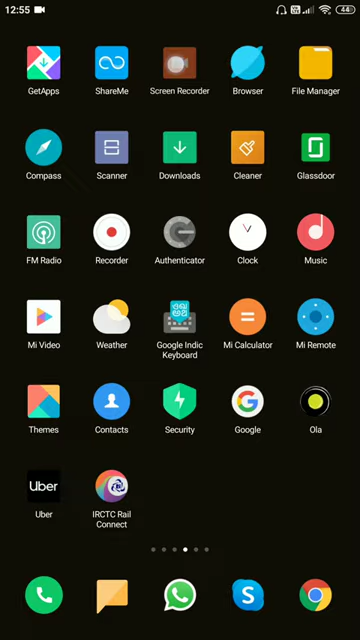 12:55
44
GetApps
ShareMe
Screen Recorder
Browser
File Manager
Compass
Scanner
Downloads
Cleaner
Glassdoor
FM Radio
Recorder
Authenticator
Clock
Music
Mi Video
Weather
Google Indic
Keyboard
Mi Calculator
Mi Remote
Themes
Contacts
Security
Google
Ola
Uber
Uber
IRCTC Rail
Connect